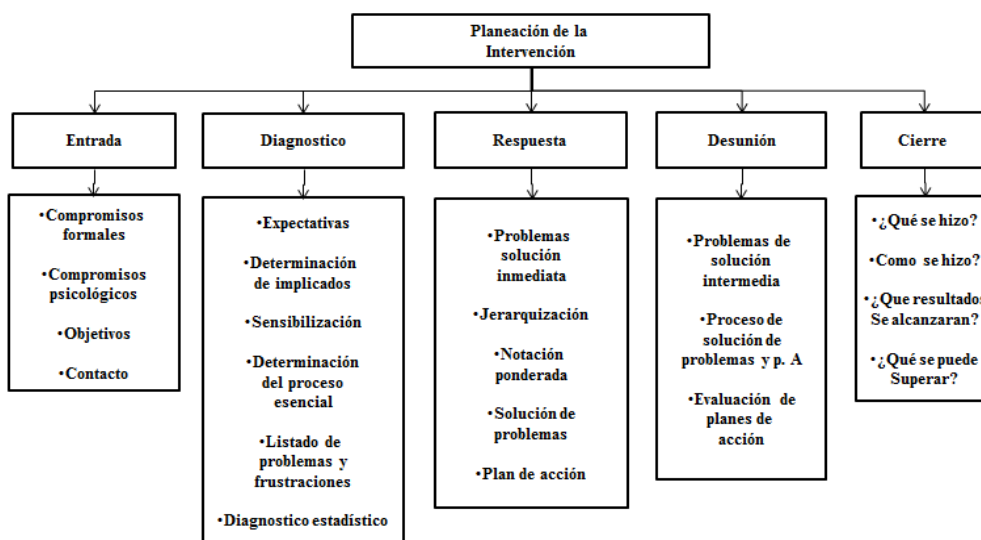 Planeación de la
Intervención
Entrada
Diagnostico
Respuesta
Desunión
Cierre
•Compromisos
formales
•Compromisos
psicológicos
•Objetivos
•Contacto
•Expectativas
•Determinación
de implicados
•Sensibilización
•Determinación
del proceso
esencial
•Listado de
problemas y
frustraciones
•Diagnostico estadístico
•Problemas
solución
inmediata
•Jerarquización
•Notación
ponderada
•Solución de
problemas
•Plan de acción
•Problemas de
solución
intermedia
•Proceso de
solución de
problemas y p. A
•Evaluación de
planes de
acción
•¿Qué se hizo?
•Como se hizo?
•¿Que resultados
Se alcanzaran?
•¿Qué se puede
Superar?